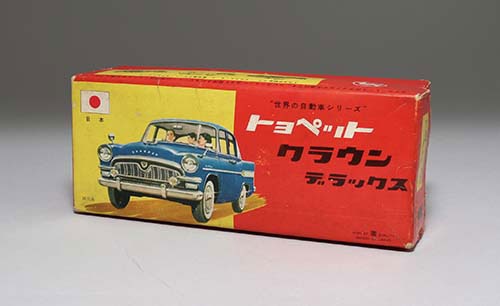 日本
"世界の自動車シリーズ"
トヨペット
クラウン
デラックス